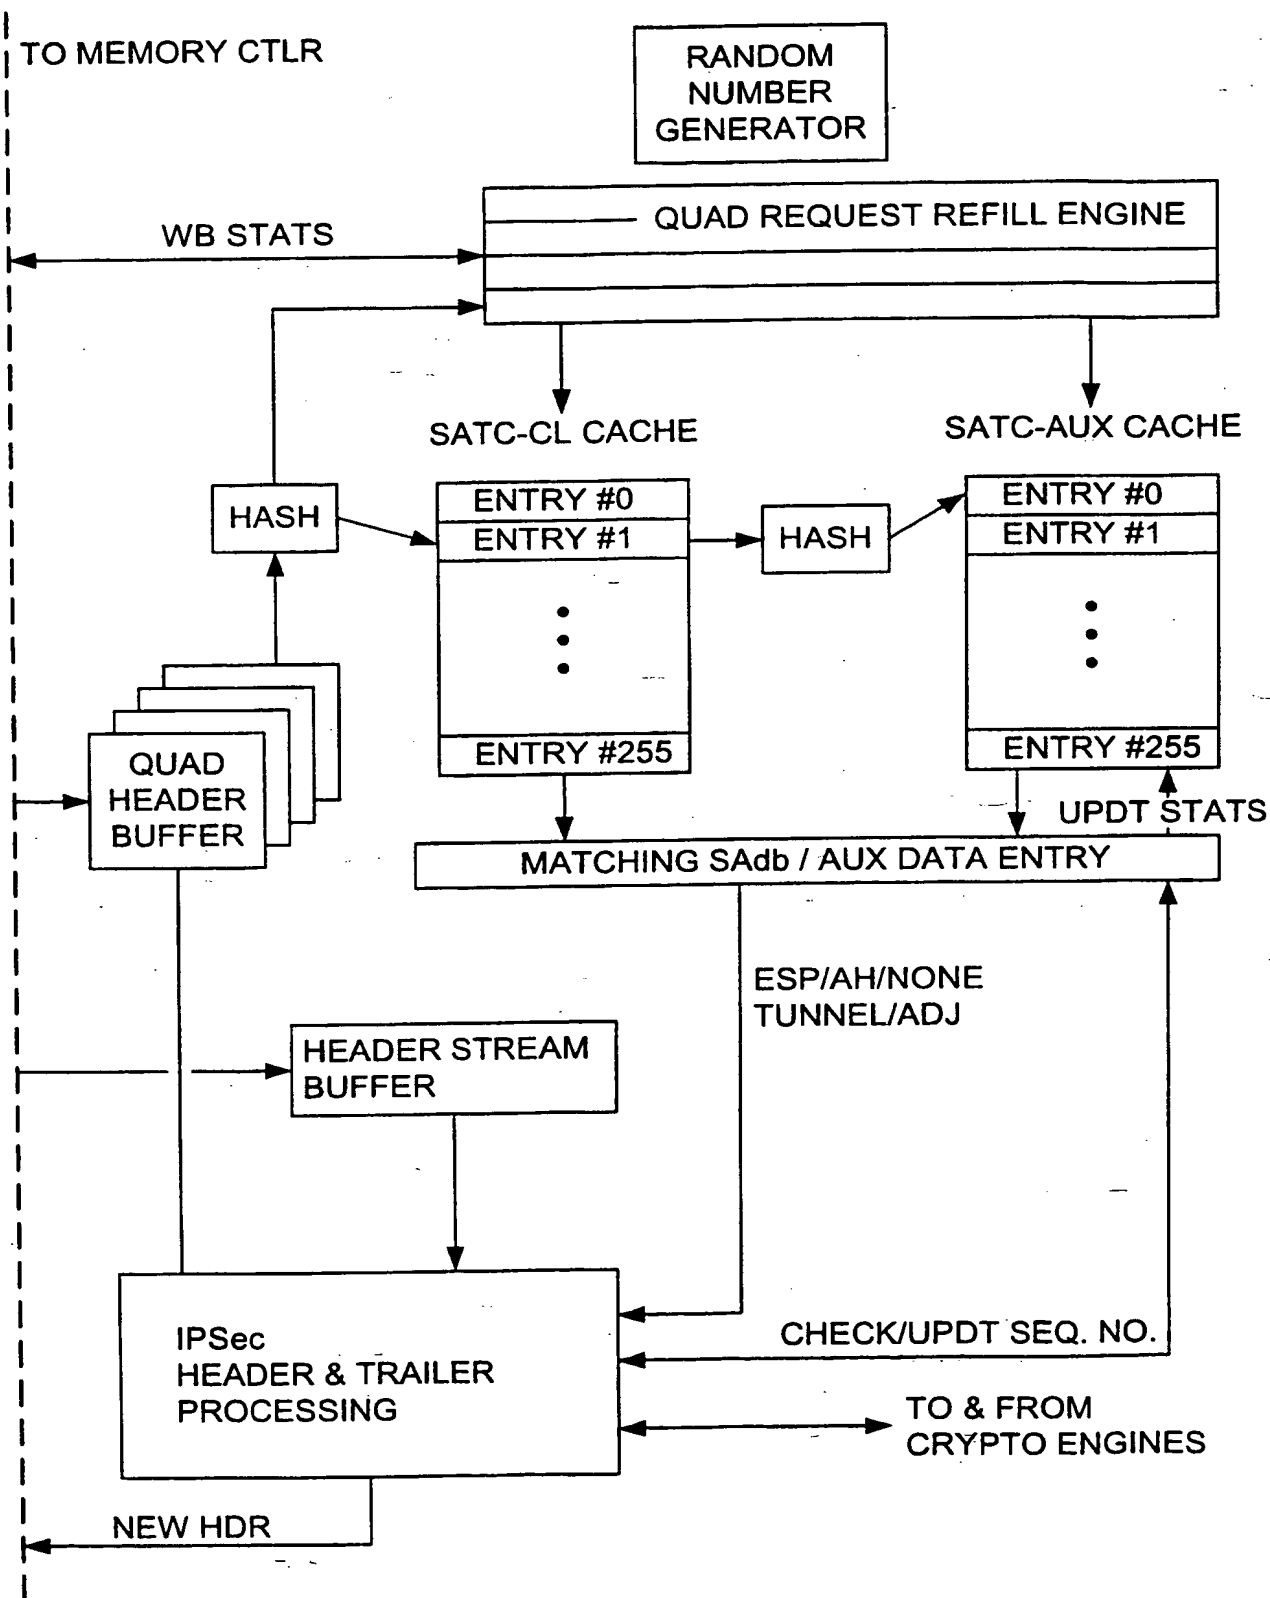 TO MEMORY CTLR
RANDOM
NUMBER
GENERATOR
QUAD REQUEST REFILL ENGINE
WB STATS
SATC-CL CACHE
SATC-AUX CACHE
HASH
ENTRY #0
ENTRY #1
ENTRY #255
HASH
ENTRY #0
ENTRY #1
ENTRY #255
QUAD
HEADER
BUFFER
UPDT STATS
MATCHING SAdb / AUX DATA ENTRY
ESP/AH/NONE
TUNNEL/ADJ
HEADER STREAM
BUFFER
IPSec
HEADER & TRAILER
PROCESSING
CHECK/UPDT SEQ. NO.
TO & FROM
CRYPTO ENGINES
NEW HDR